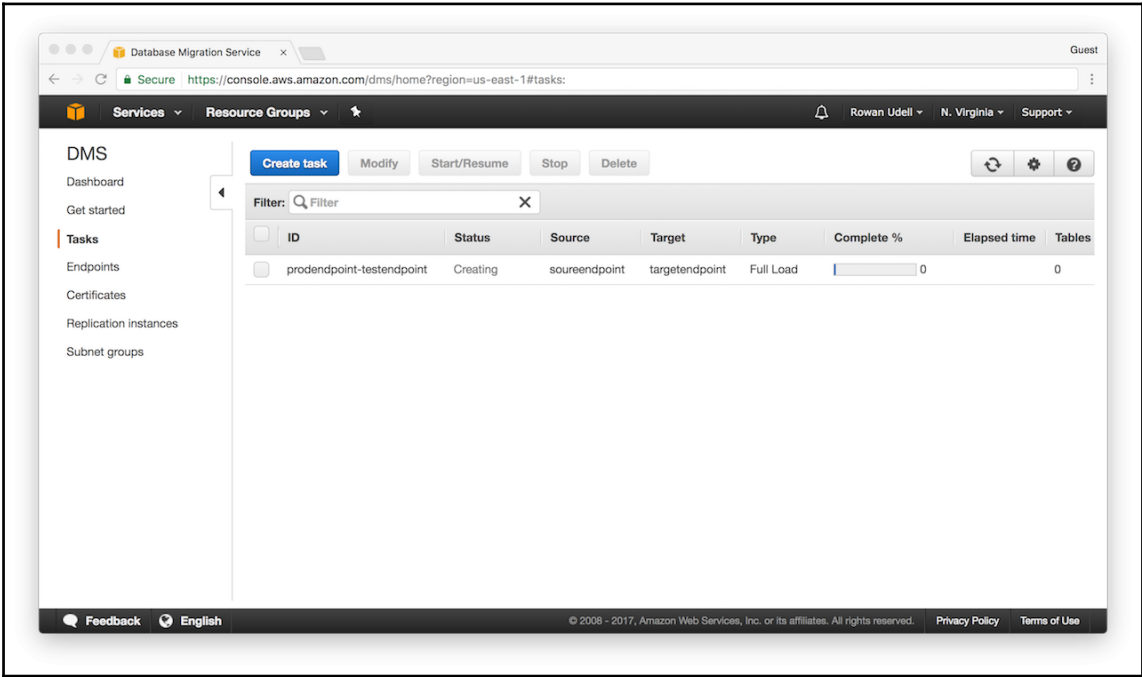 Database Migration Service
Guest
Secure https://console.aws.amazon.com/dms/home?region=us-east-1#tasks:
Services Resource Groups Rowan Udell N. Virginia Support
DMS
Dashboard
Get started
Tasks
Endpoints
Certificates
Replication instances
Subnet groups
Create task Modify Start/Resume Stop Delete
Filter: Filter
ID Status Source Target Type Complete % Elapsed time Tables
prodendpoint-testendpoint Creating soureendpoint targetendpoint Full Load 0 0
Feedback English © 2008 - 2017, Amazon Web Services, Inc. or its affiliates. All rights reserved. Privacy Policy Terms of Use